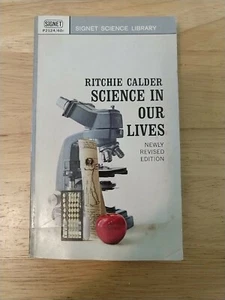 SIGNET
SIGNET SCIENCE LIBRARY
RITCHIE CALDER
SCIENCE IN
OUR
LIVES
NEWLY
REVISED
EDITION